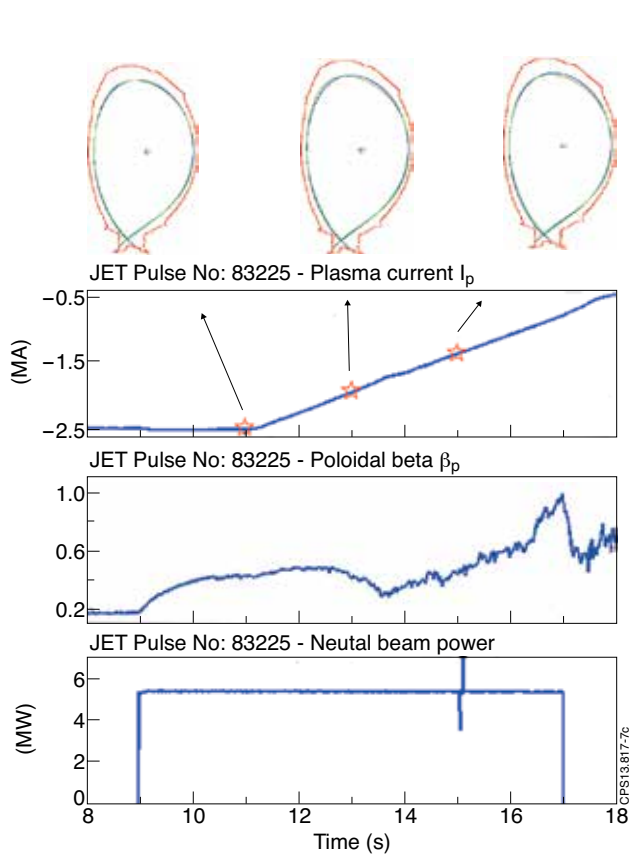 JET Pulse No: 83225 - Plasma current Ip
−0.5
−1.5
−2.5
(MA)
JET Pulse No: 83225 - Poloidal beta βp
1.0
0.6
0.2
JET Pulse No: 83225 - Neutal beam power
6
4
2
0
(MW)
8 10 12 14 16 18
Time (s)
CPS13.817-7c